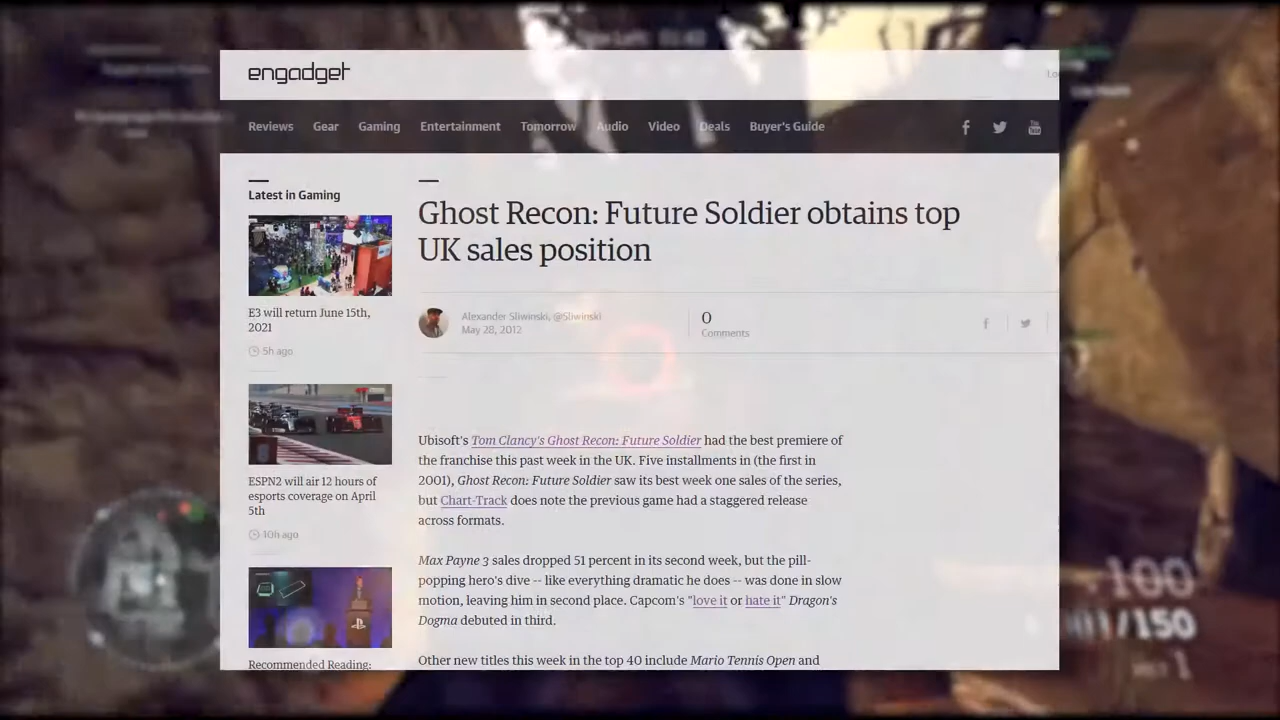 engadget
Reviews Gear Gaming Entertainment Tomorrow Audio Video Deals Buyer's Guide
Latest in Gaming
E3 will return June 15th,
2021
5h ago
ESPN2 will air 12 hours of
esports coverage on April
5th
10h ago
Recommended Reading:
Ghost Recon: Future Soldier obtains top
UK sales position
Alexander Sliwinski, @Sliwinski
May 28, 2012
0
Comments
Ubisoft's Tom Clancy's Ghost Recon: Future Soldier had the best premiere of
the franchise this past week in the UK. Five installments in (the first in
2001), Ghost Recon: Future Soldier saw its best week one sales of the series,
but Chart-Track does note the previous game had a staggered release
across formats.
Max Payne 3 sales dropped 51 percent in its second week, but the pill-
popping hero's dive -- like everything dramatic he does -- was done in slow
motion, leaving him in second place. Capcom's "love it or hate it" Dragon's
Dogma debuted in third.
Other new titles this week in the top 40 include Mario Tennis Open and
100
/150
1